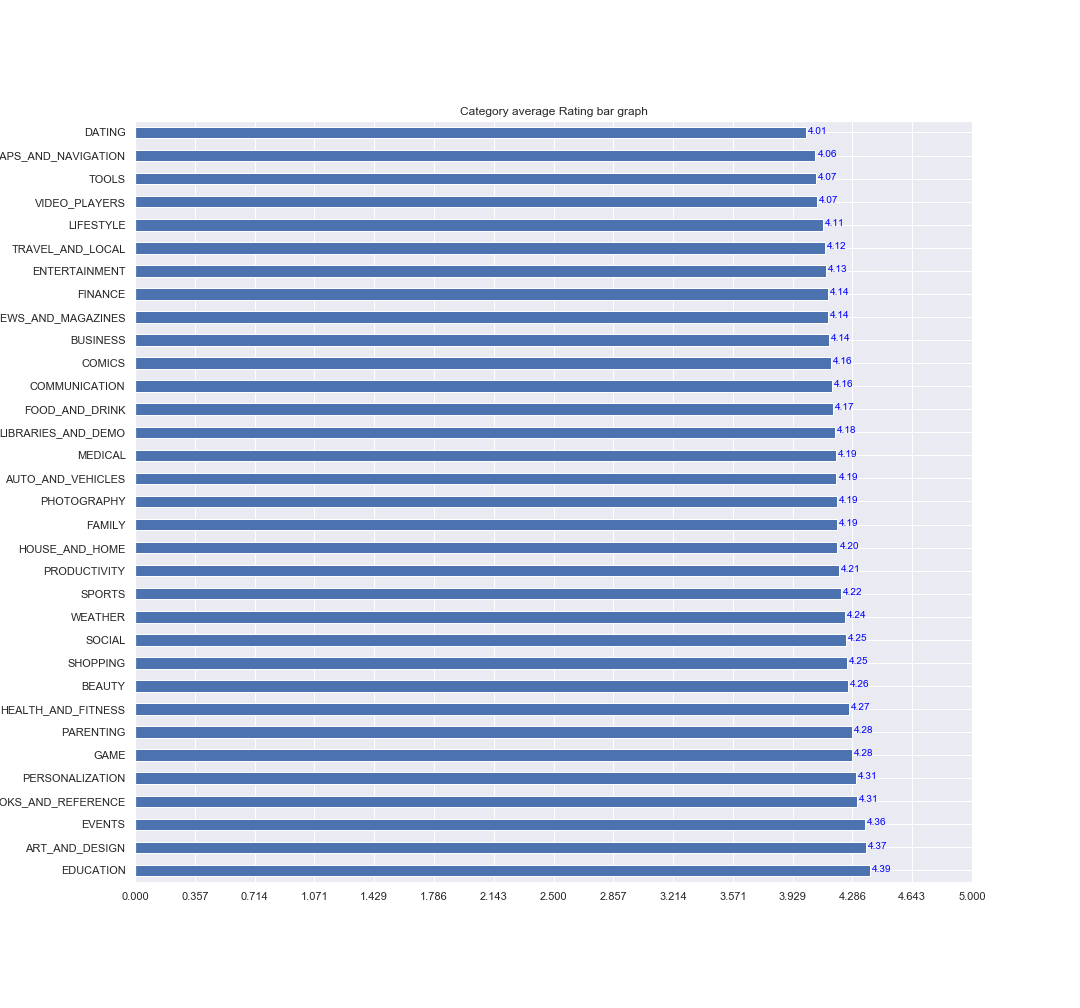 Category average Rating bar graph
DATING 4.01
APS_AND_NAVIGATION 4.06
TOOLS 4.07
VIDEO_PLAYERS 4.07
LIFESTYLE 4.11
TRAVEL_AND_LOCAL 4.12
ENTERTAINMENT 4.13
FINANCE 4.14
EWS_AND_MAGAZINES 4.14
BUSINESS 4.14
COMICS 4.16
COMMUNICATION 4.16
FOOD_AND_DRINK 4.17
LIBRARIES_AND_DEMO 4.18
MEDICAL 4.19
AUTO_AND_VEHICLES 4.19
PHOTOGRAPHY 4.19
FAMILY 4.19
HOUSE_AND_HOME 4.20
PRODUCTIVITY 4.21
SPORTS 4.22
WEATHER 4.24
SOCIAL 4.25
SHOPPING 4.25
BEAUTY 4.26
HEALTH_AND_FITNESS 4.27
PARENTING 4.28
GAME 4.28
PERSONALIZATION 4.31
OKS_AND_REFERENCE 4.31
EVENTS 4.36
ART_AND_DESIGN 4.37
EDUCATION 4.39
0.000 0.357 0.714 1.071 1.429 1.786 2.143 2.500 2.857 3.214 3.571 3.929 4.286 4.643 5.000